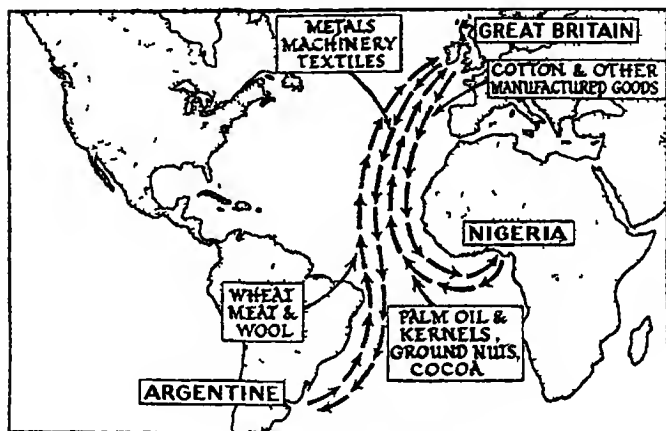 METALS
MACHINERY
TEXTILES
GREAT BRITAIN
COTTON & OTHER
MANUFACTURED GOODS
NIGERIA
WHEAT
MEAT &
WOOL
PALM OIL &
KERNELS,
GROUND NUTS,
COCOA
ARGENTINE